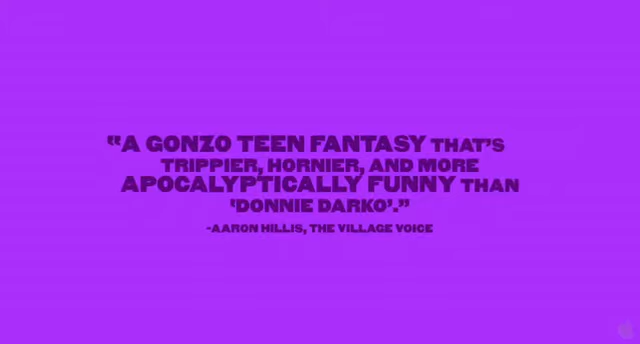 “A GONZO TEEN FANTASY THAT’S
TRIPPIER, HORNIER, AND MORE
APOCALYPTICALLY FUNNY THAN
‘DONNIE DARKO’.”
-AARON HILLIS, THE VILLAGE VOICE